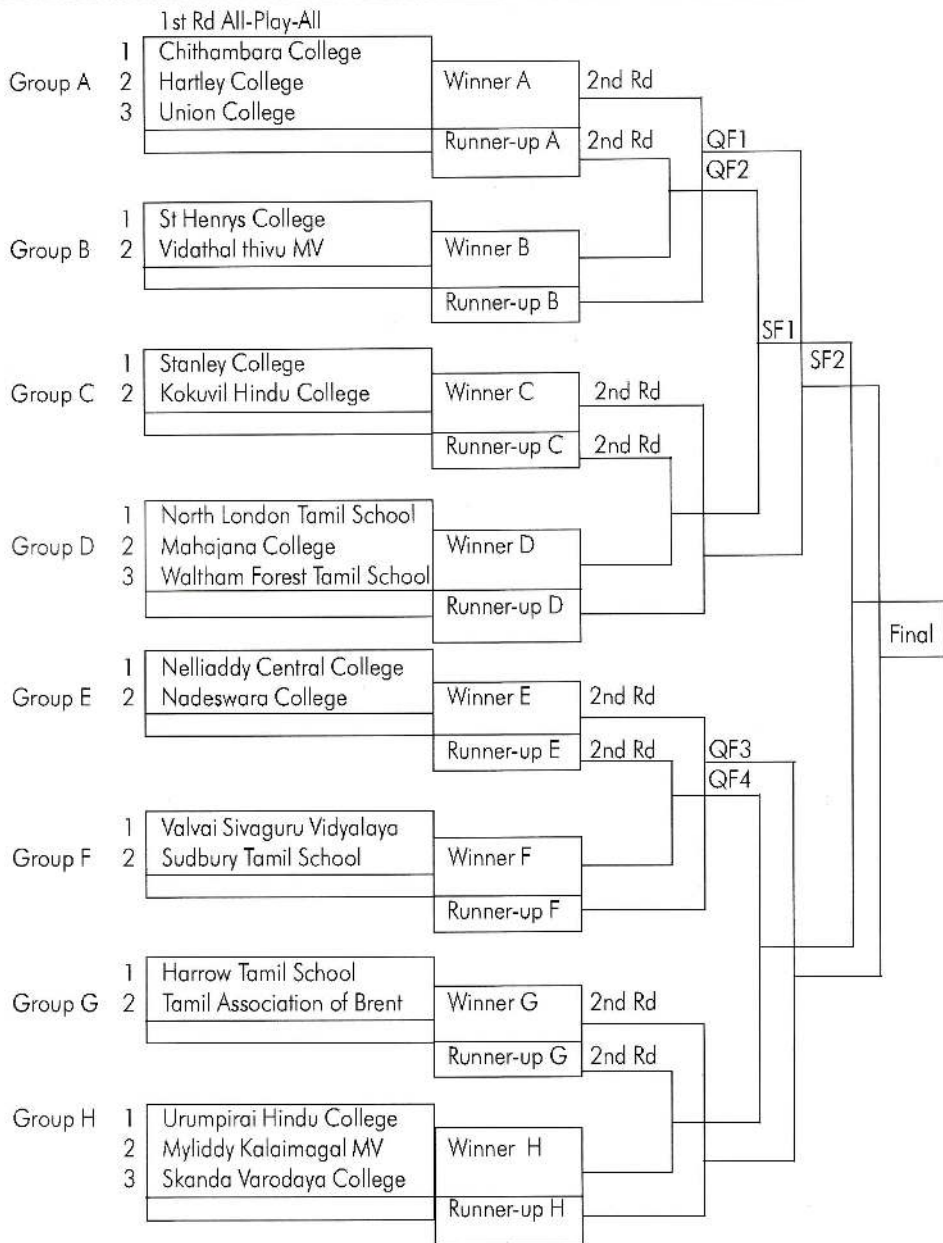 1st Rd All-Play-All
Group A
1 Chithambara College
2 Hartley College
3 Union College
Winner A
2nd Rd
Runner-up A
2nd Rd
QF1
QF2
Group B
1 St Henrys College
2 Vidathal thivu MV
Winner B
Runner-up B
SF1
SF2
Group C
1 Stanley College
2 Kokuvil Hindu College
Winner C
2nd Rd
Runner-up C
2nd Rd
Group D
1 North London Tamil School
2 Mahajana College
3 Waltham Forest Tamil School
Winner D
Runner-up D
Final
Group E
1 Nelliaddy Central College
2 Nadeswara College
Winner E
2nd Rd
Runner-up E
2nd Rd
QF3
QF4
Group F
1 Valvai Sivaguru Vidyalaya
2 Sudbury Tamil School
Winner F
Runner-up F
Group G
1 Harrow Tamil School
2 Tamil Association of Brent
Winner G
2nd Rd
Runner-up G
2nd Rd
Group H
1 Urumpirai Hindu College
2 Myliddy Kalaimagal MV
3 Skanda Varodaya College
Winner H
Runner-up H